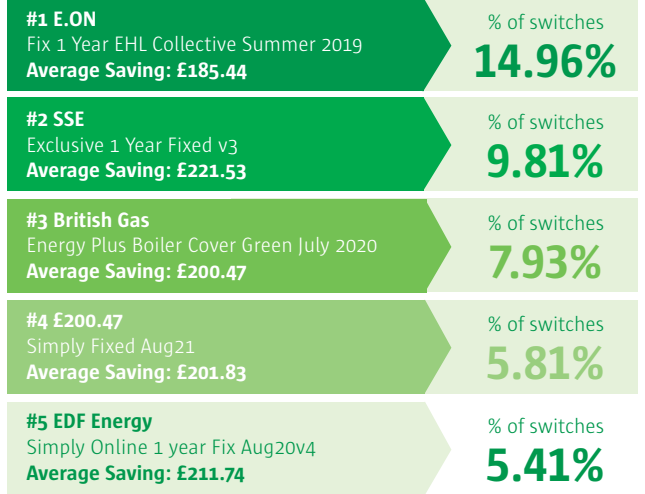 #1 E.ON
Fix 1 Year EHL Collective Summer 2019
Average Saving: £185.44
% of switches
14.96%
#2 SSE
Exclusive 1 Year Fixed v3
Average Saving: £221.53
% of switches
9.81%
#3 British Gas
Energy Plus Boiler Cover Green July 2020
Average Saving: £200.47
% of switches
7.93%
#4 £200.47
Simply Fixed Aug21
Average Saving: £201.83
% of switches
5.81%
#5 EDF Energy
Simply Online 1 year Fix Aug20v4
Average Saving: £211.74
% of switches
5.41%